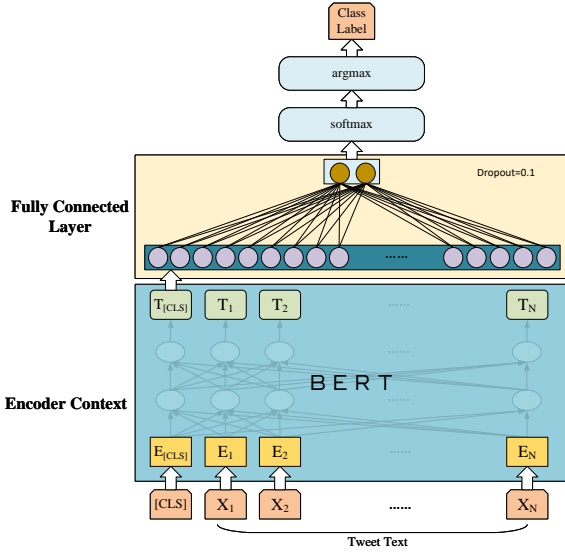 Class
Label
argmax
softmax
Dropout=0.1
Fully Connected
Layer
......
T[CLS] T1 T2 ...... TN
BERT
Encoder Context
......
E[CLS] E1 E2 ...... EN
[CLS] X1 X2 ...... XN
Tweet Text